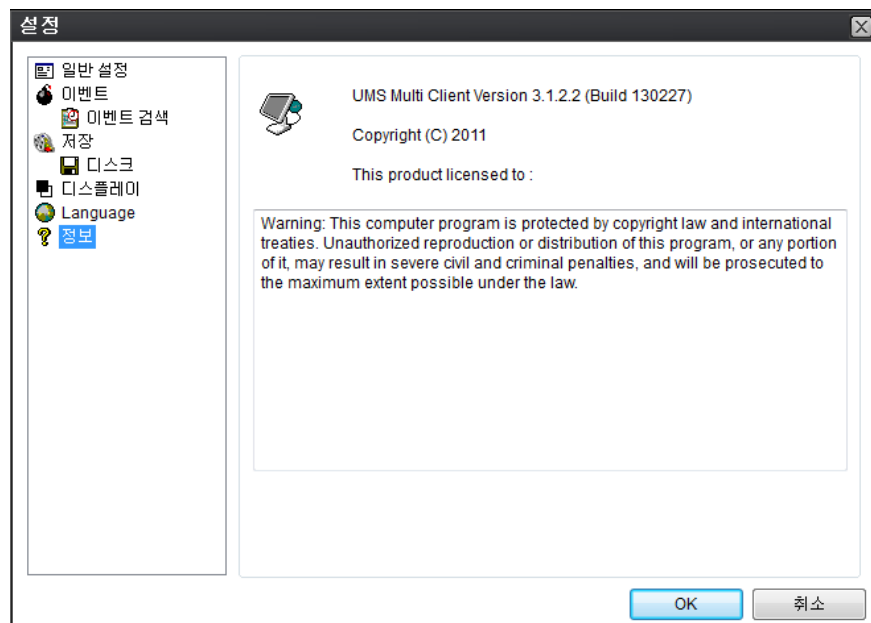 설정
일반 설정
이벤트
이벤트 검색
저장
디스크
디스플레이
Language
정보
UMS Multi Client Version 3.1.2.2 (Build 130227)
Copyright (C) 2011
This product licensed to :
Warning: This computer program is protected by copyright law and international
treaties. Unauthorized reproduction or distribution of this program, or any portion
of it, may result in severe civil and criminal penalties, and will be prosecuted to
the maximum extent possible under the law.
OK
취소